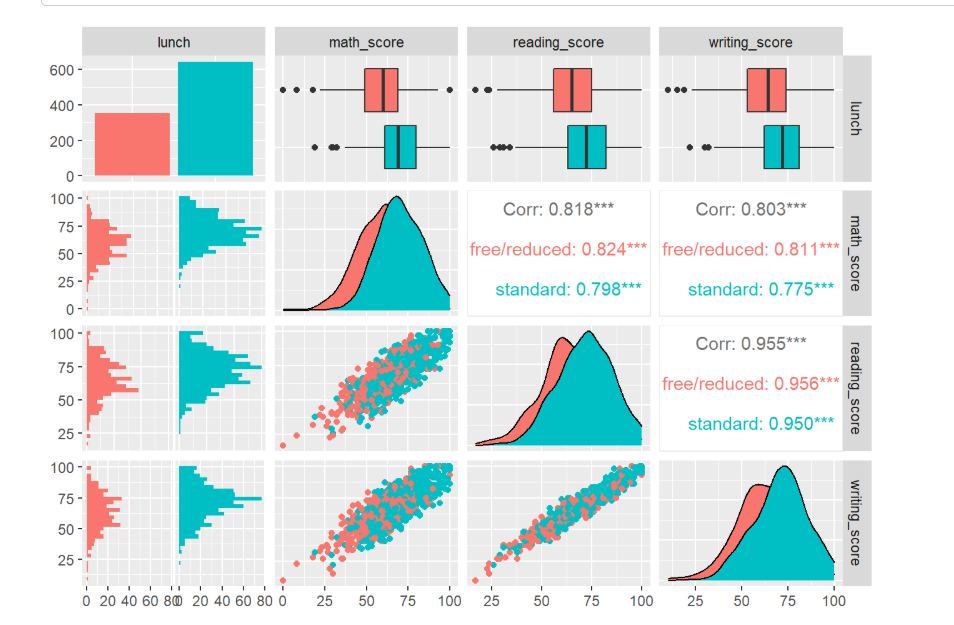 lunch math_score reading_score writing_score
600
400
200
0
lunch
100
75
50
25
0
Corr: 0.818***
free/reduced: 0.824***
standard: 0.798***
Corr: 0.803***
free/reduced: 0.811***
standard: 0.775***
math_score
100
75
50
25
Corr: 0.955***
free/reduced: 0.956***
standard: 0.950***
reading_score
100
75
50
25
writing_score
0 20 40 60 80 0 20 40 60 80 0 25 50 75 100 25 50 75 100 25 50 75 100